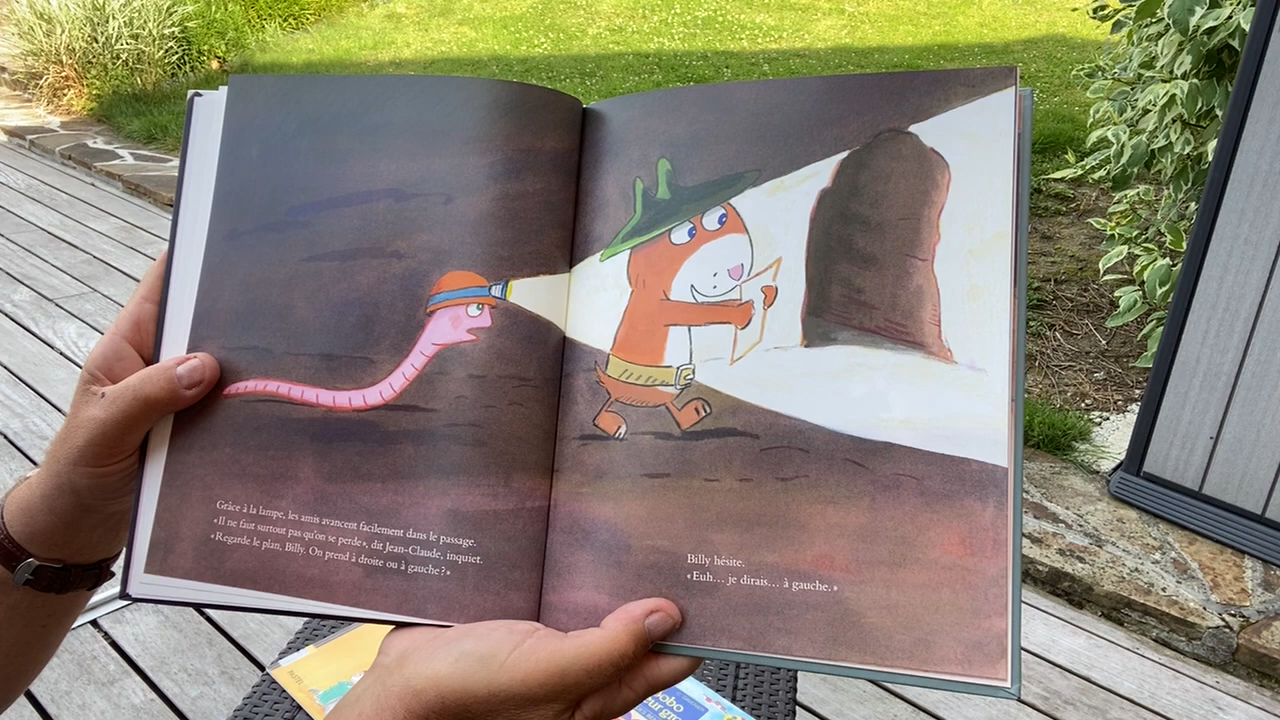 Grâce à la lampe, les amis avancent facilement dans le passage.
«Il ne faut surtout pas qu'on se perde», dit Jean-Claude, inquiet.
«Regarde le plan, Billy. On prend à droite ou à gauche?»
Billy hésite.
«Euh... je dirais... à gauche.»
PASTEL